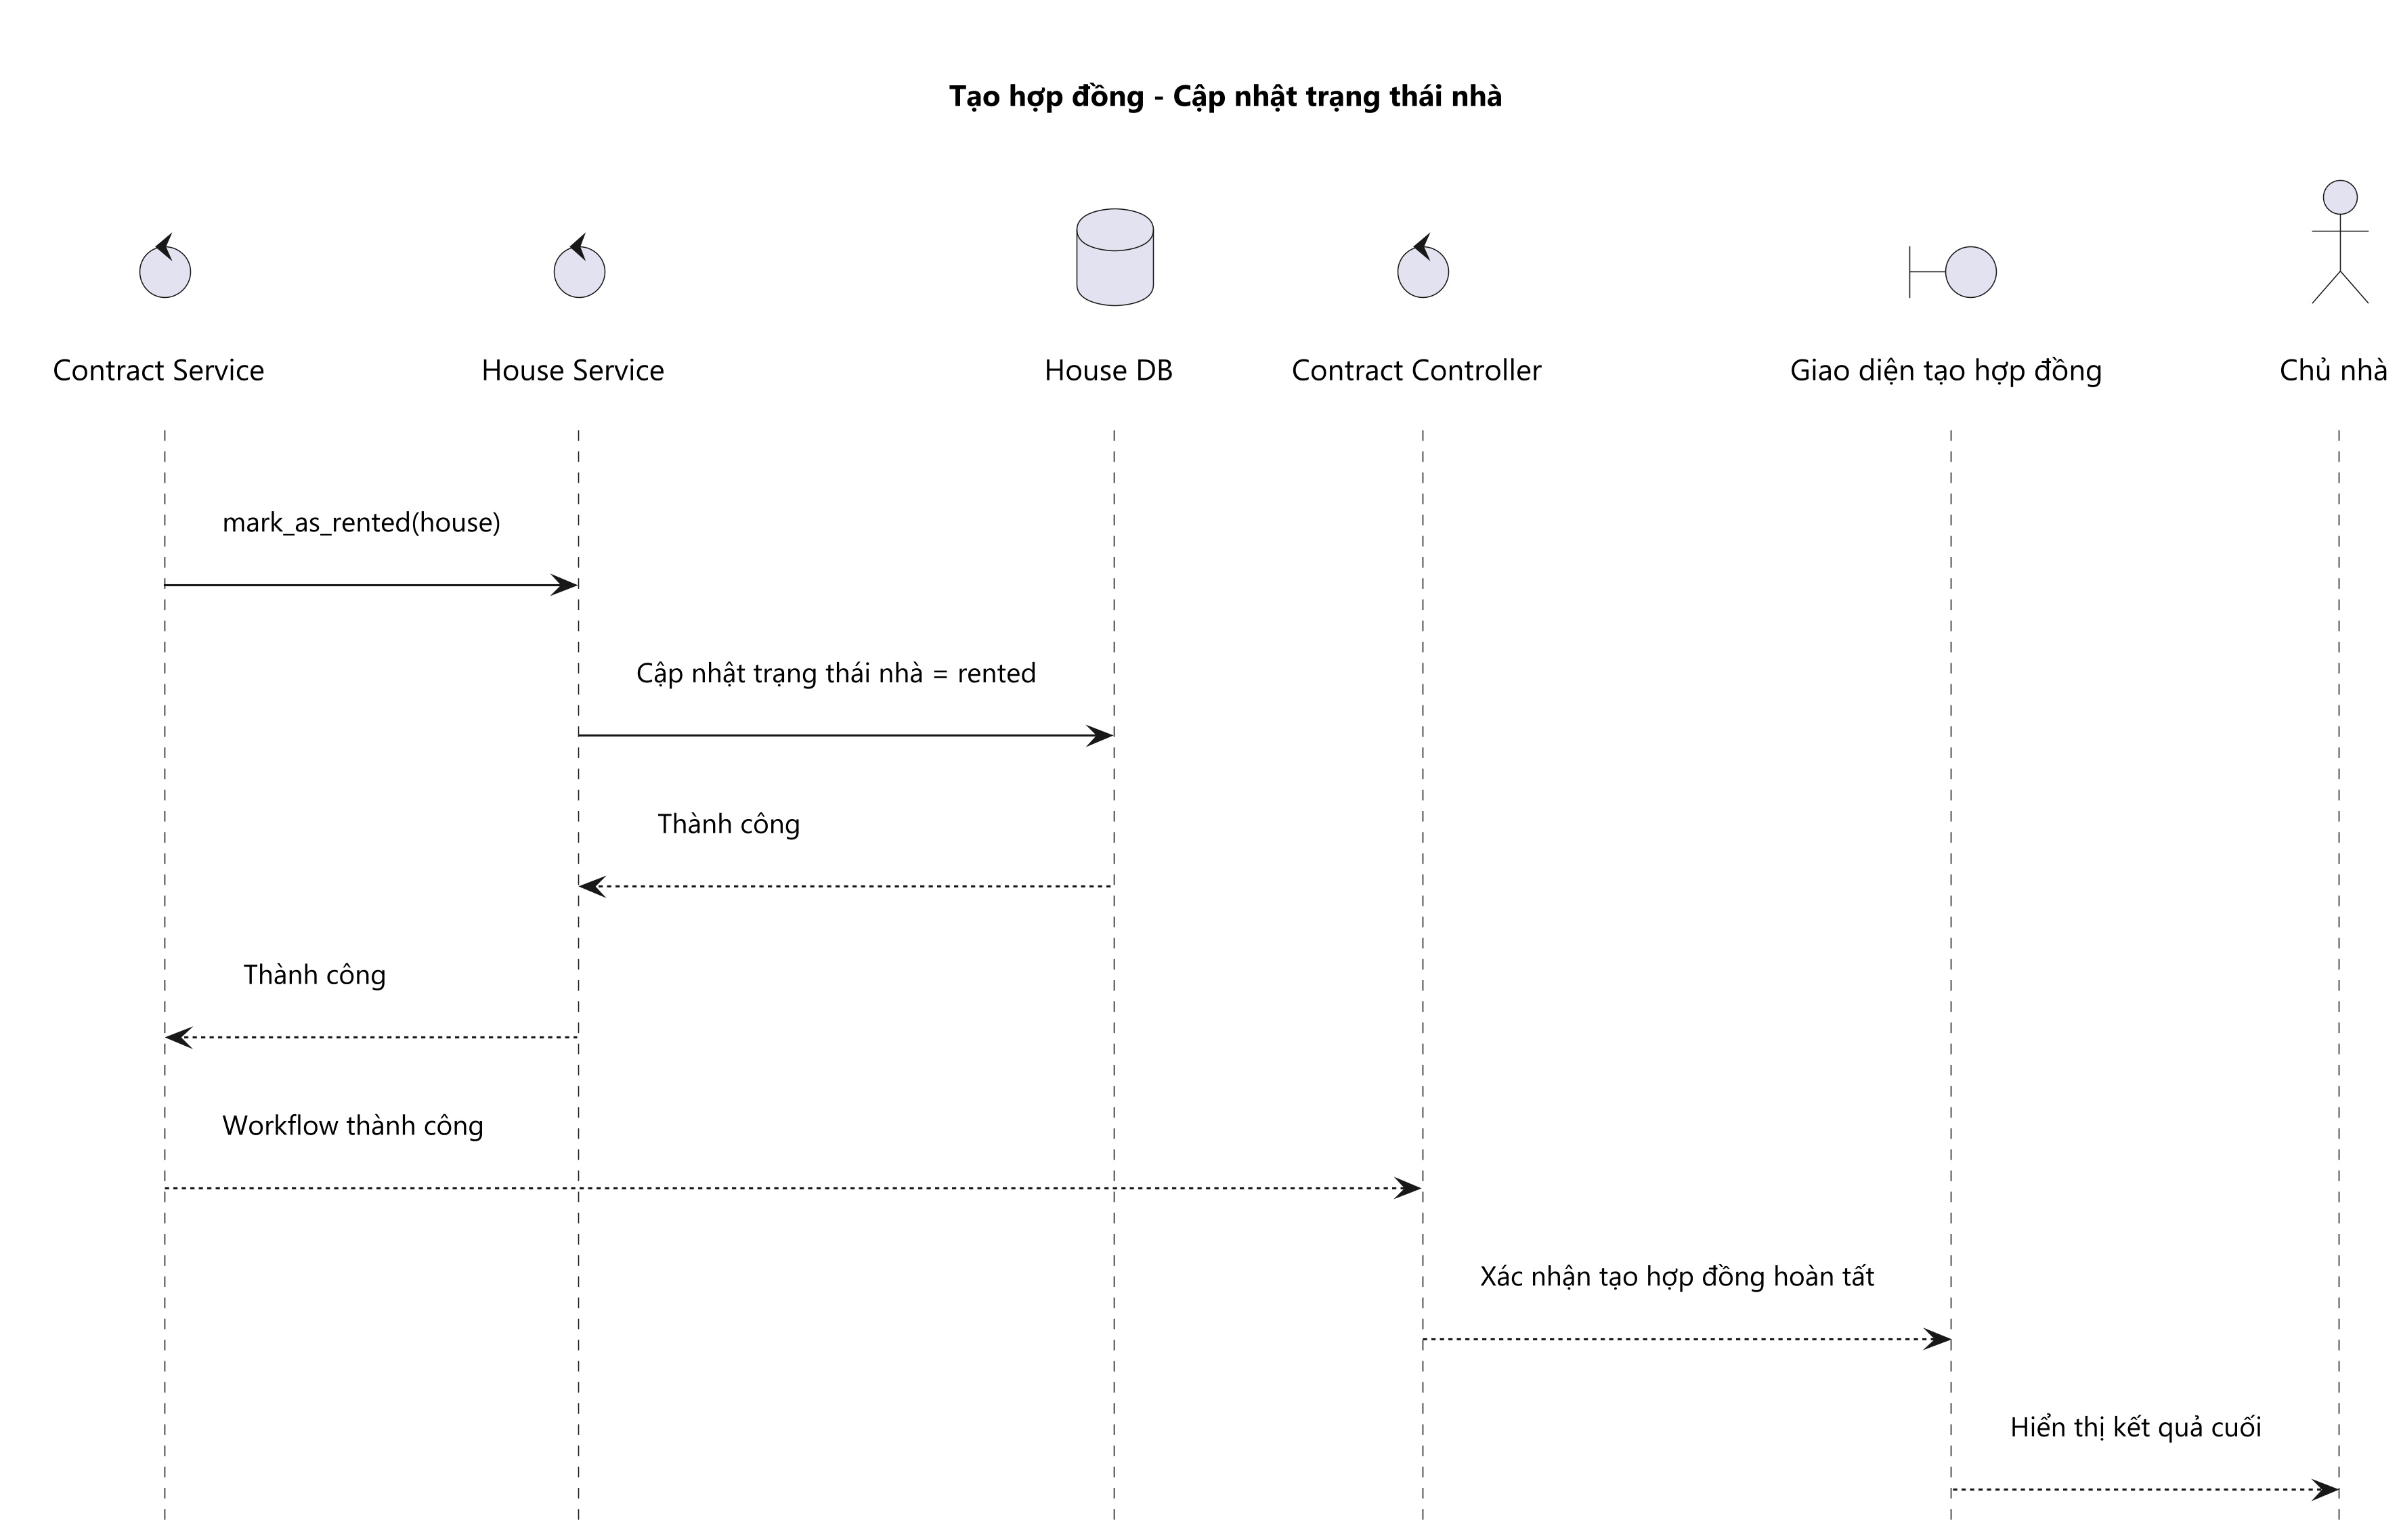 Tạo hợp đồng - Cập nhật trạng thái nhà
Contract Service
House Service
House DB
Contract Controller
Giao diện tạo hợp đồng
Chủ nhà
mark_as_rented(house)
Cập nhật trạng thái nhà = rented
Thành công
Thành công
Workflow thành công
Xác nhận tạo hợp đồng hoàn tất
Hiển thị kết quả cuối